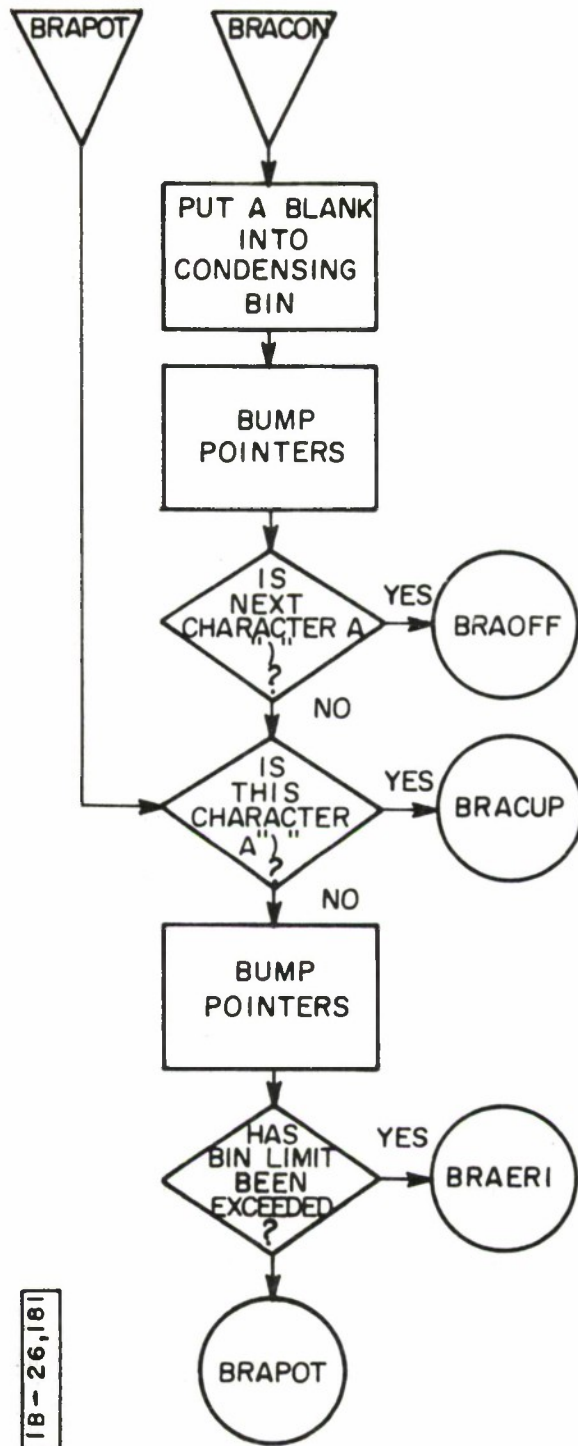 BRAPOT
BRACON
PUT A BLANK
INTO
CONDENSING
BIN
BUMP
POINTERS
IS
NEXT
CHARACTER A
")"
?
YES
BRAOFF
NO
IS
THIS
CHARACTER
A")"
?
YES
BRACUP
NO
BUMP
POINTERS
HAS
BIN LIMIT
BEEN
EXCEEDED
?
YES
BRAERI
BRAPOT
IB-26,181